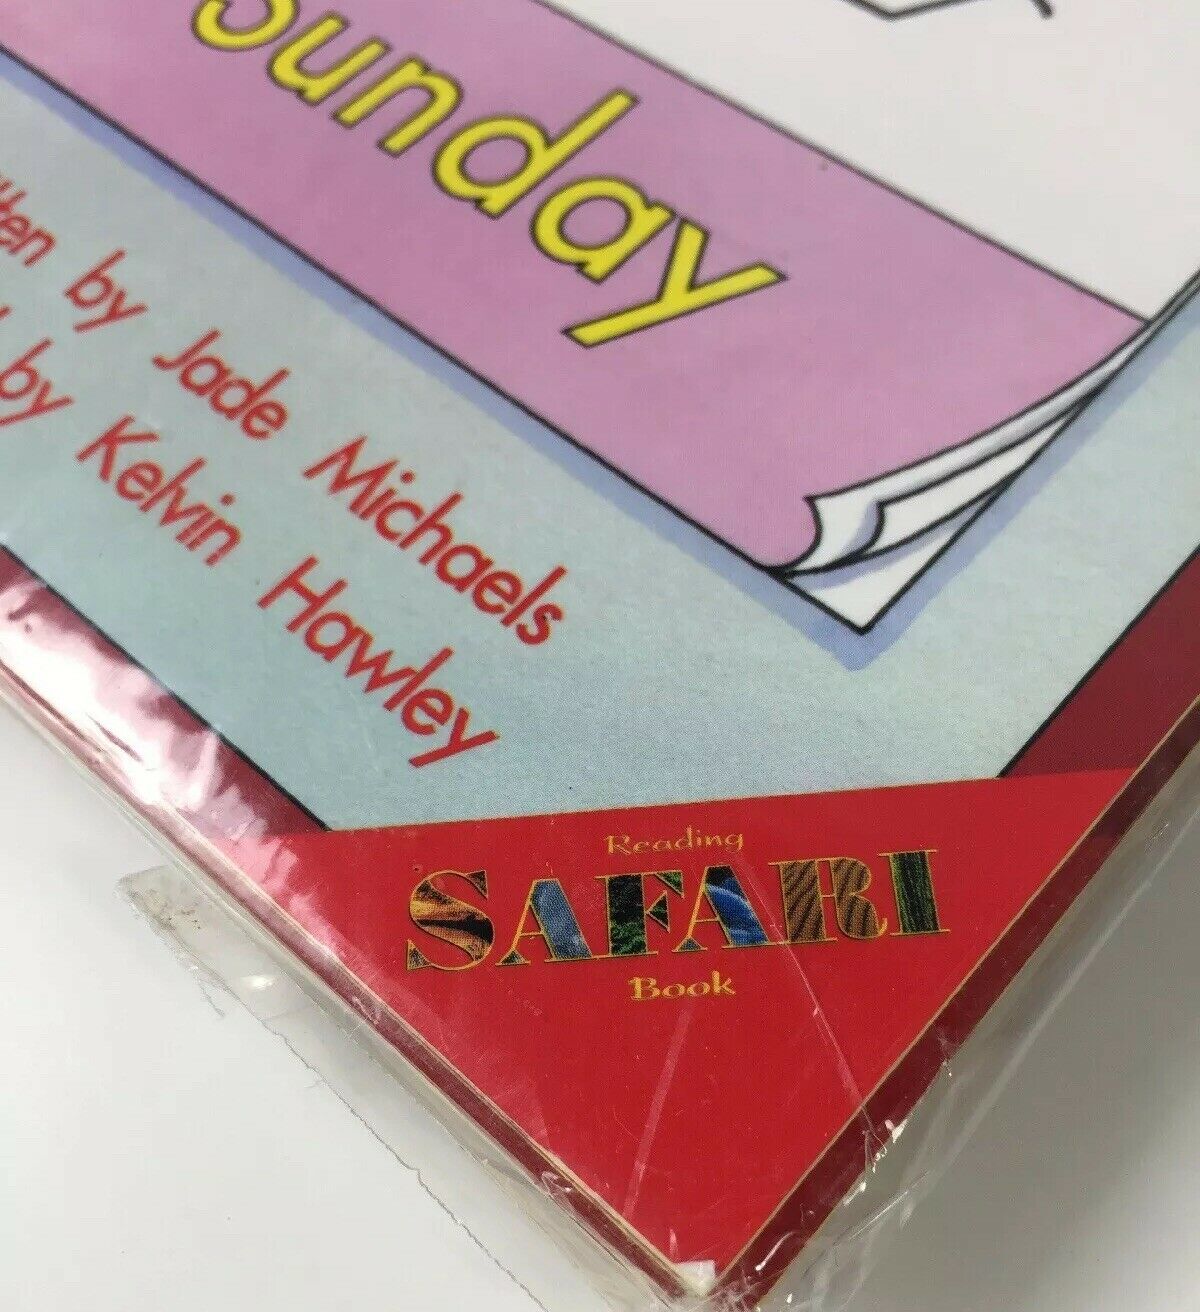 Sunday
by Jade Michaels
by Kelvin Hawley
Reading
SAFARI
Book